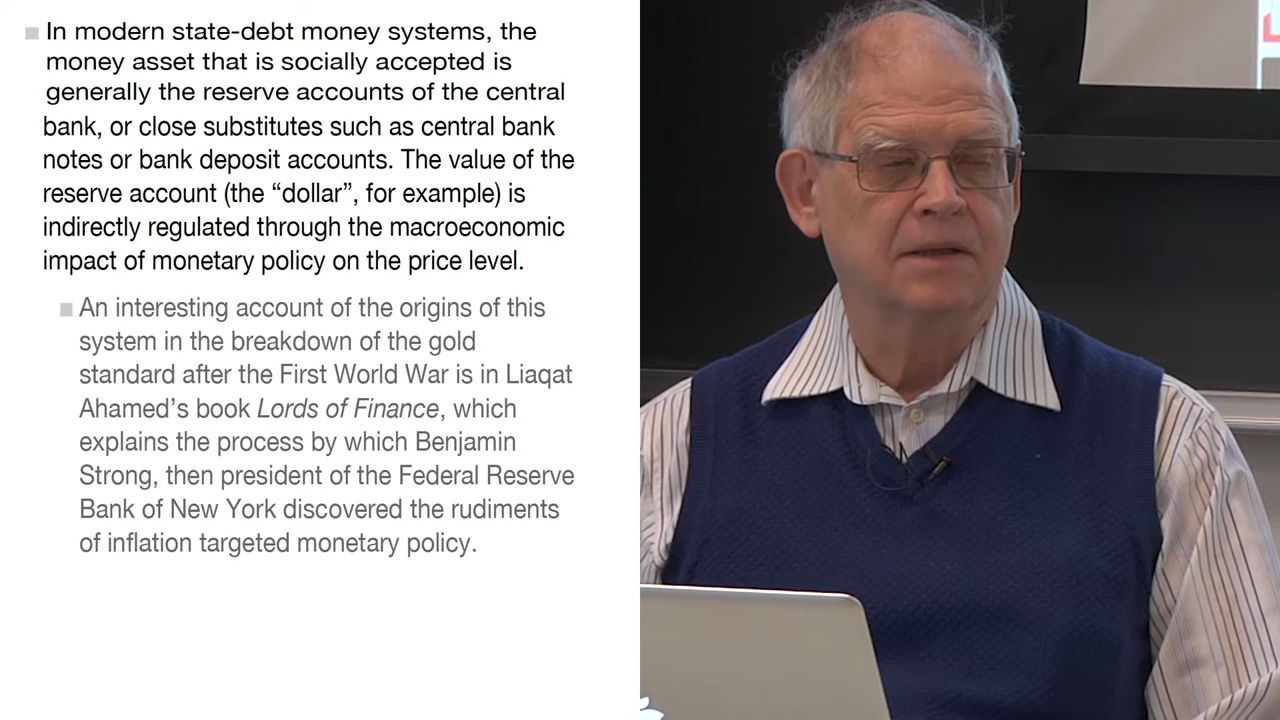 In modern state-debt money systems, the
money asset that is socially accepted is
generally the reserve accounts of the central
bank, or close substitutes such as central bank
notes or bank deposit accounts. The value of the
reserve account (the “dollar”, for example) is
indirectly regulated through the macroeconomic
impact of monetary policy on the price level.
An interesting account of the origins of this
system in the breakdown of the gold
standard after the First World War is in Liaqat
Ahamed’s book Lords of Finance, which
explains the process by which Benjamin
Strong, then president of the Federal Reserve
Bank of New York discovered the rudiments
of inflation targeted monetary policy.